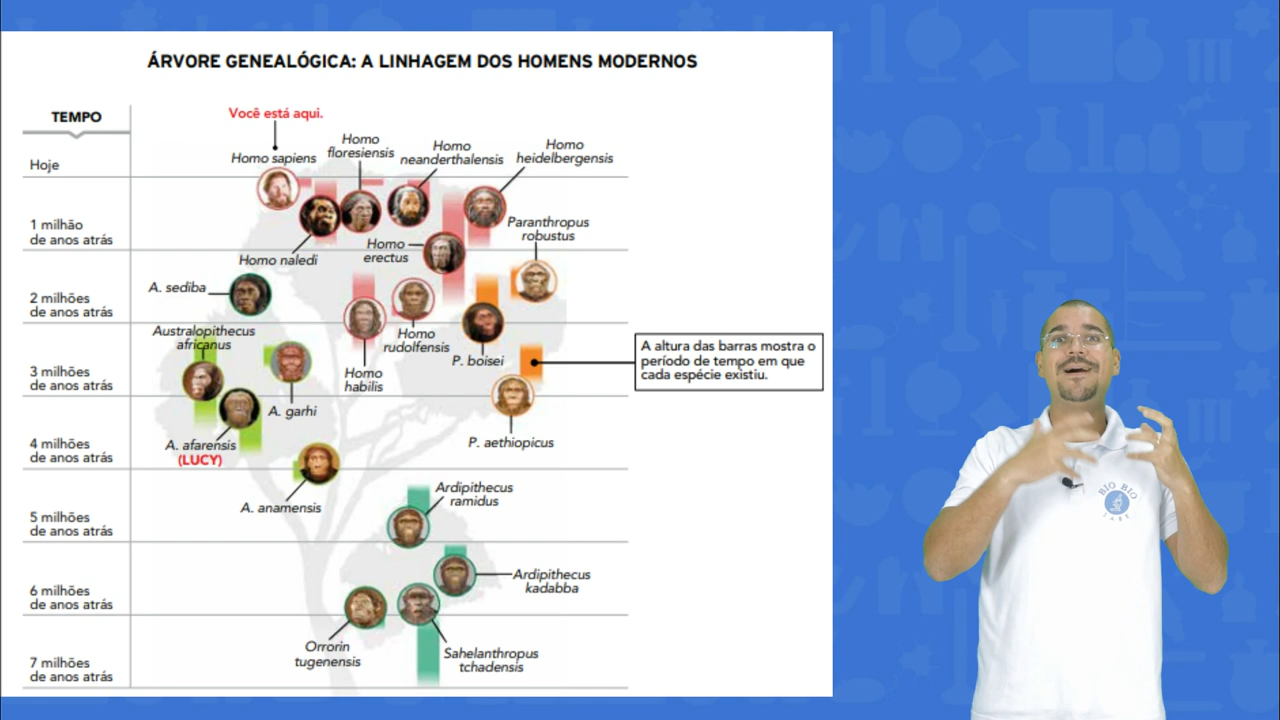 ÁRVORE GENEALÓGICA: A LINHAGEM DOS HOMENS MODERNOS
TEMPO
Você está aqui.
Hoje
Homo sapiens
Homo
floresiensis
Homo
neanderthalensis
Homo
heidelbergensis
1 milhão
de anos atrás
Homo naledi
Homo
erectus
Paranthropus
robustus
A. sediba
2 milhões
de anos atrás
Australopithecus
africanus
Homo
rudolfensis
P. boisei
A altura das barras mostra o
período de tempo em que
cada espécie existiu.
3 milhões
de anos atrás
Homo
habilis
A. garhi
4 milhões
de anos atrás
A. afarensis
(LUCY)
P. aethiopicus
A. anamensis
Ardipithecus
ramidus
5 milhões
de anos atrás
6 milhões
de anos atrás
Ardipithecus
kadabba
Orrorin
tugenensis
Sahelanthropus
tchadensis
7 milhões
de anos atrás
BIO BIO